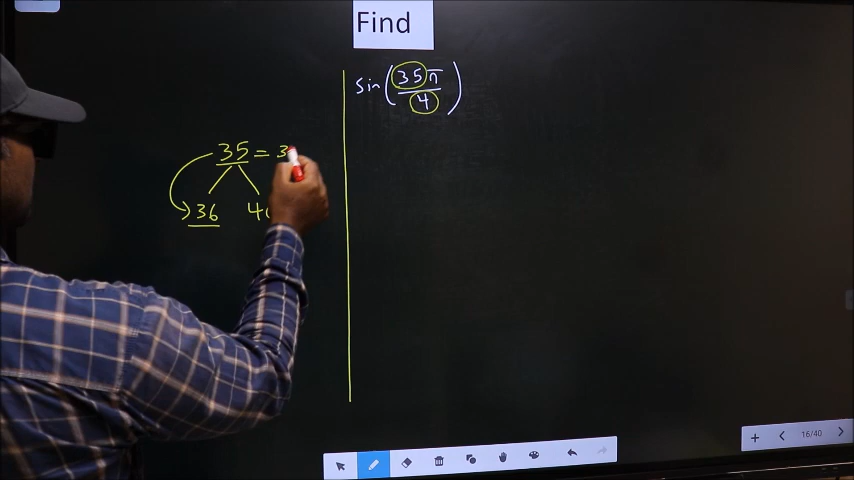 Find
sin(35π/4)
35 = 3
36 4
16/40